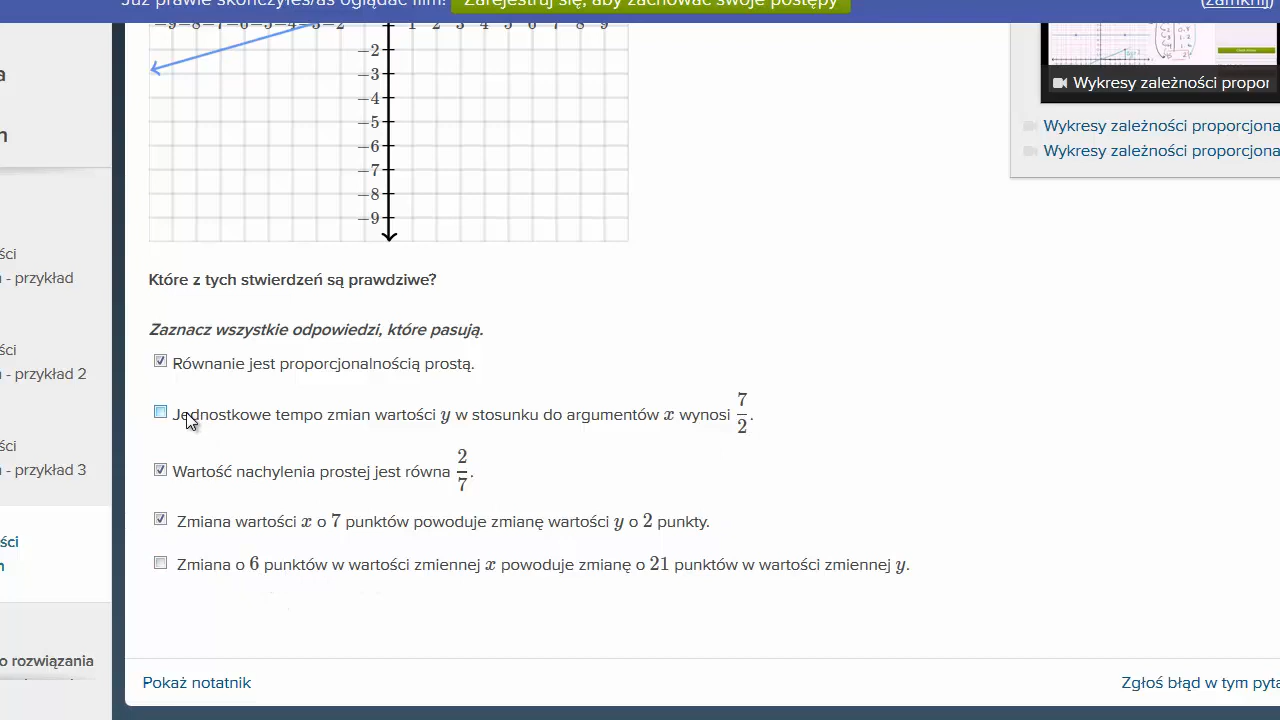 Już prawie skończyłeś/aś oglądać film! Zarejestruj się, aby zachować swoje postępy (zamknij)
−9 −8 −7 −6 −5 −4 −3 −2 1 2 3 4 5 6 7 8 9
−2
−3
−4
−5
−6
−7
−8
−9
Wykresy zależności propor
Wykresy zależności proporcjona
Wykresy zależności proporcjona
a
n
ści
- przykład
ści
- przykład 2
ści
- przykład 3
ści
m
o rozwiązania
Które z tych stwierdzeń są prawdziwe?
Zaznacz wszystkie odpowiedzi, które pasują.
Równanie jest proporcjonalnością prostą.
Jednostkowe tempo zmian wartości y w stosunku do argumentów x wynosi 7/2.
Wartość nachylenia prostej jest równa 2/7.
Zmiana wartości x o 7 punktów powoduje zmianę wartości y o 2 punkty.
Zmiana o 6 punktów w wartości zmiennej x powoduje zmianę o 21 punktów w wartości zmiennej y.
Pokaż notatnik
Zgłoś błąd w tym pyta